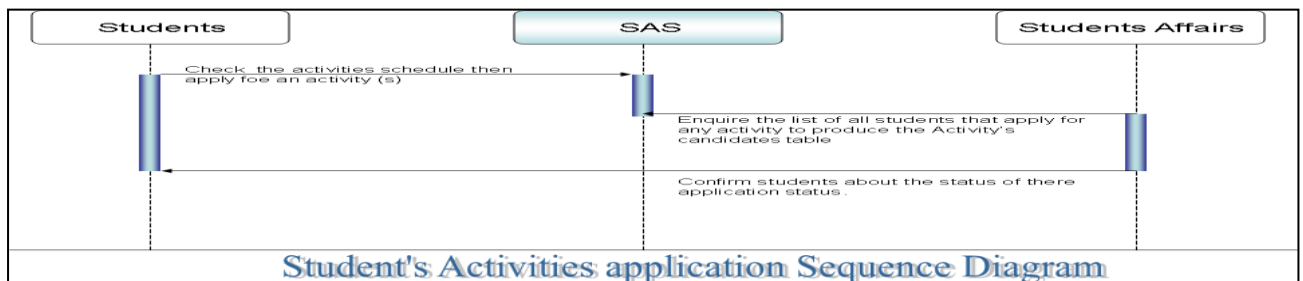 Students
SAS
Students Affairs
Check the activities schedule then
apply foe an activity (s)
Enquire the list of all students that apply for
any activity to produce the Activity's
candidates table
Confirm students about the status of there
application status.
Student's Activities application Sequence Diagram